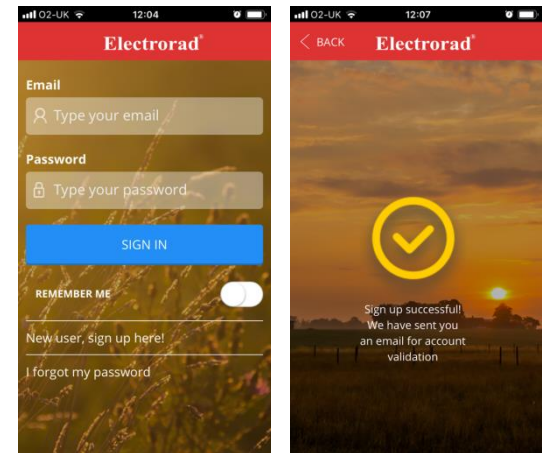 O2-UK 12:04
Electrorad®
Email
Type your email
Password
Type your password
SIGN IN
REMEMBER ME
New user, sign up here!
I forgot my password
O2-UK 12:07
BACK Electrorad®
Sign up successful!
We have sent you
an email for account
validation